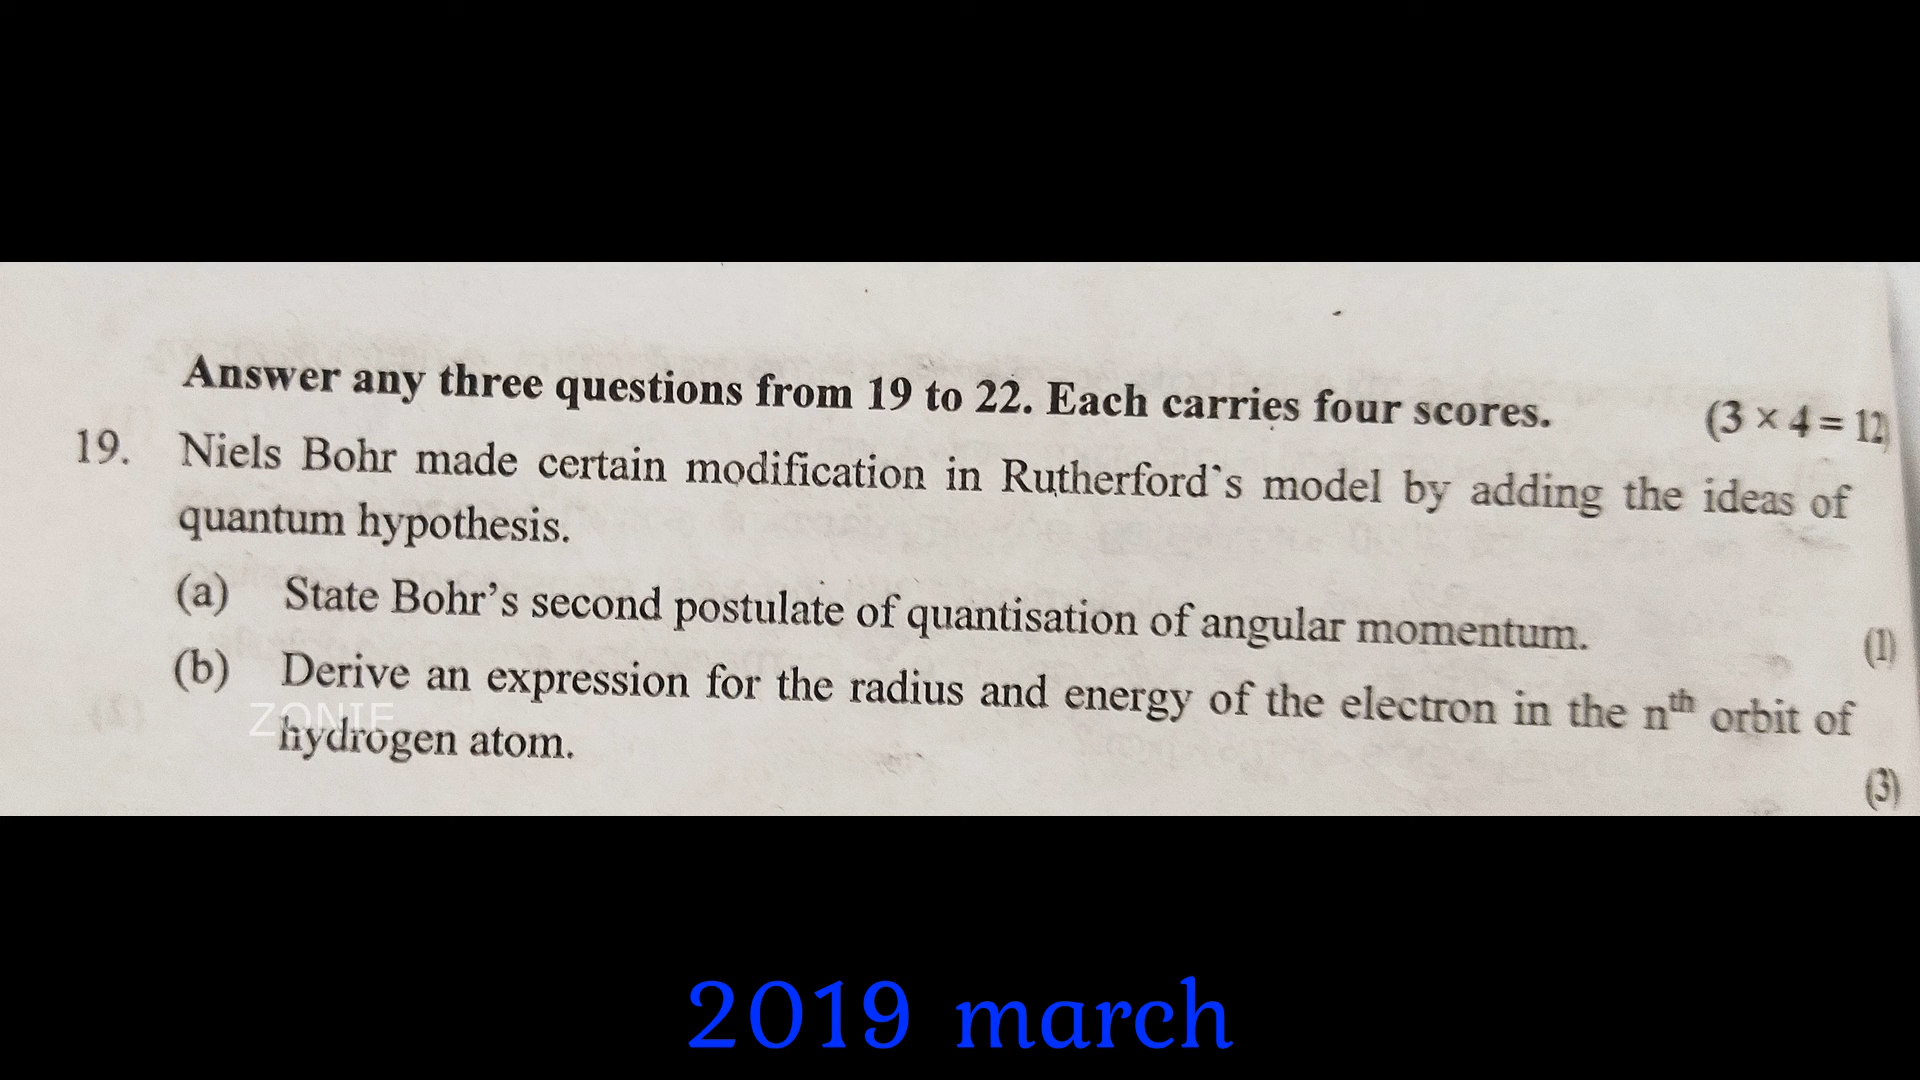 Answer any three questions from 19 to 22. Each carries four scores. (3 × 4 = 12)
19. Niels Bohr made certain modification in Rutherford's model by adding the ideas of
quantum hypothesis.
(a) State Bohr's second postulate of quantisation of angular momentum. (1)
(b) Derive an expression for the radius and energy of the electron in the nth orbit of
ZONIE
hydrogen atom.
(3)
2019 march